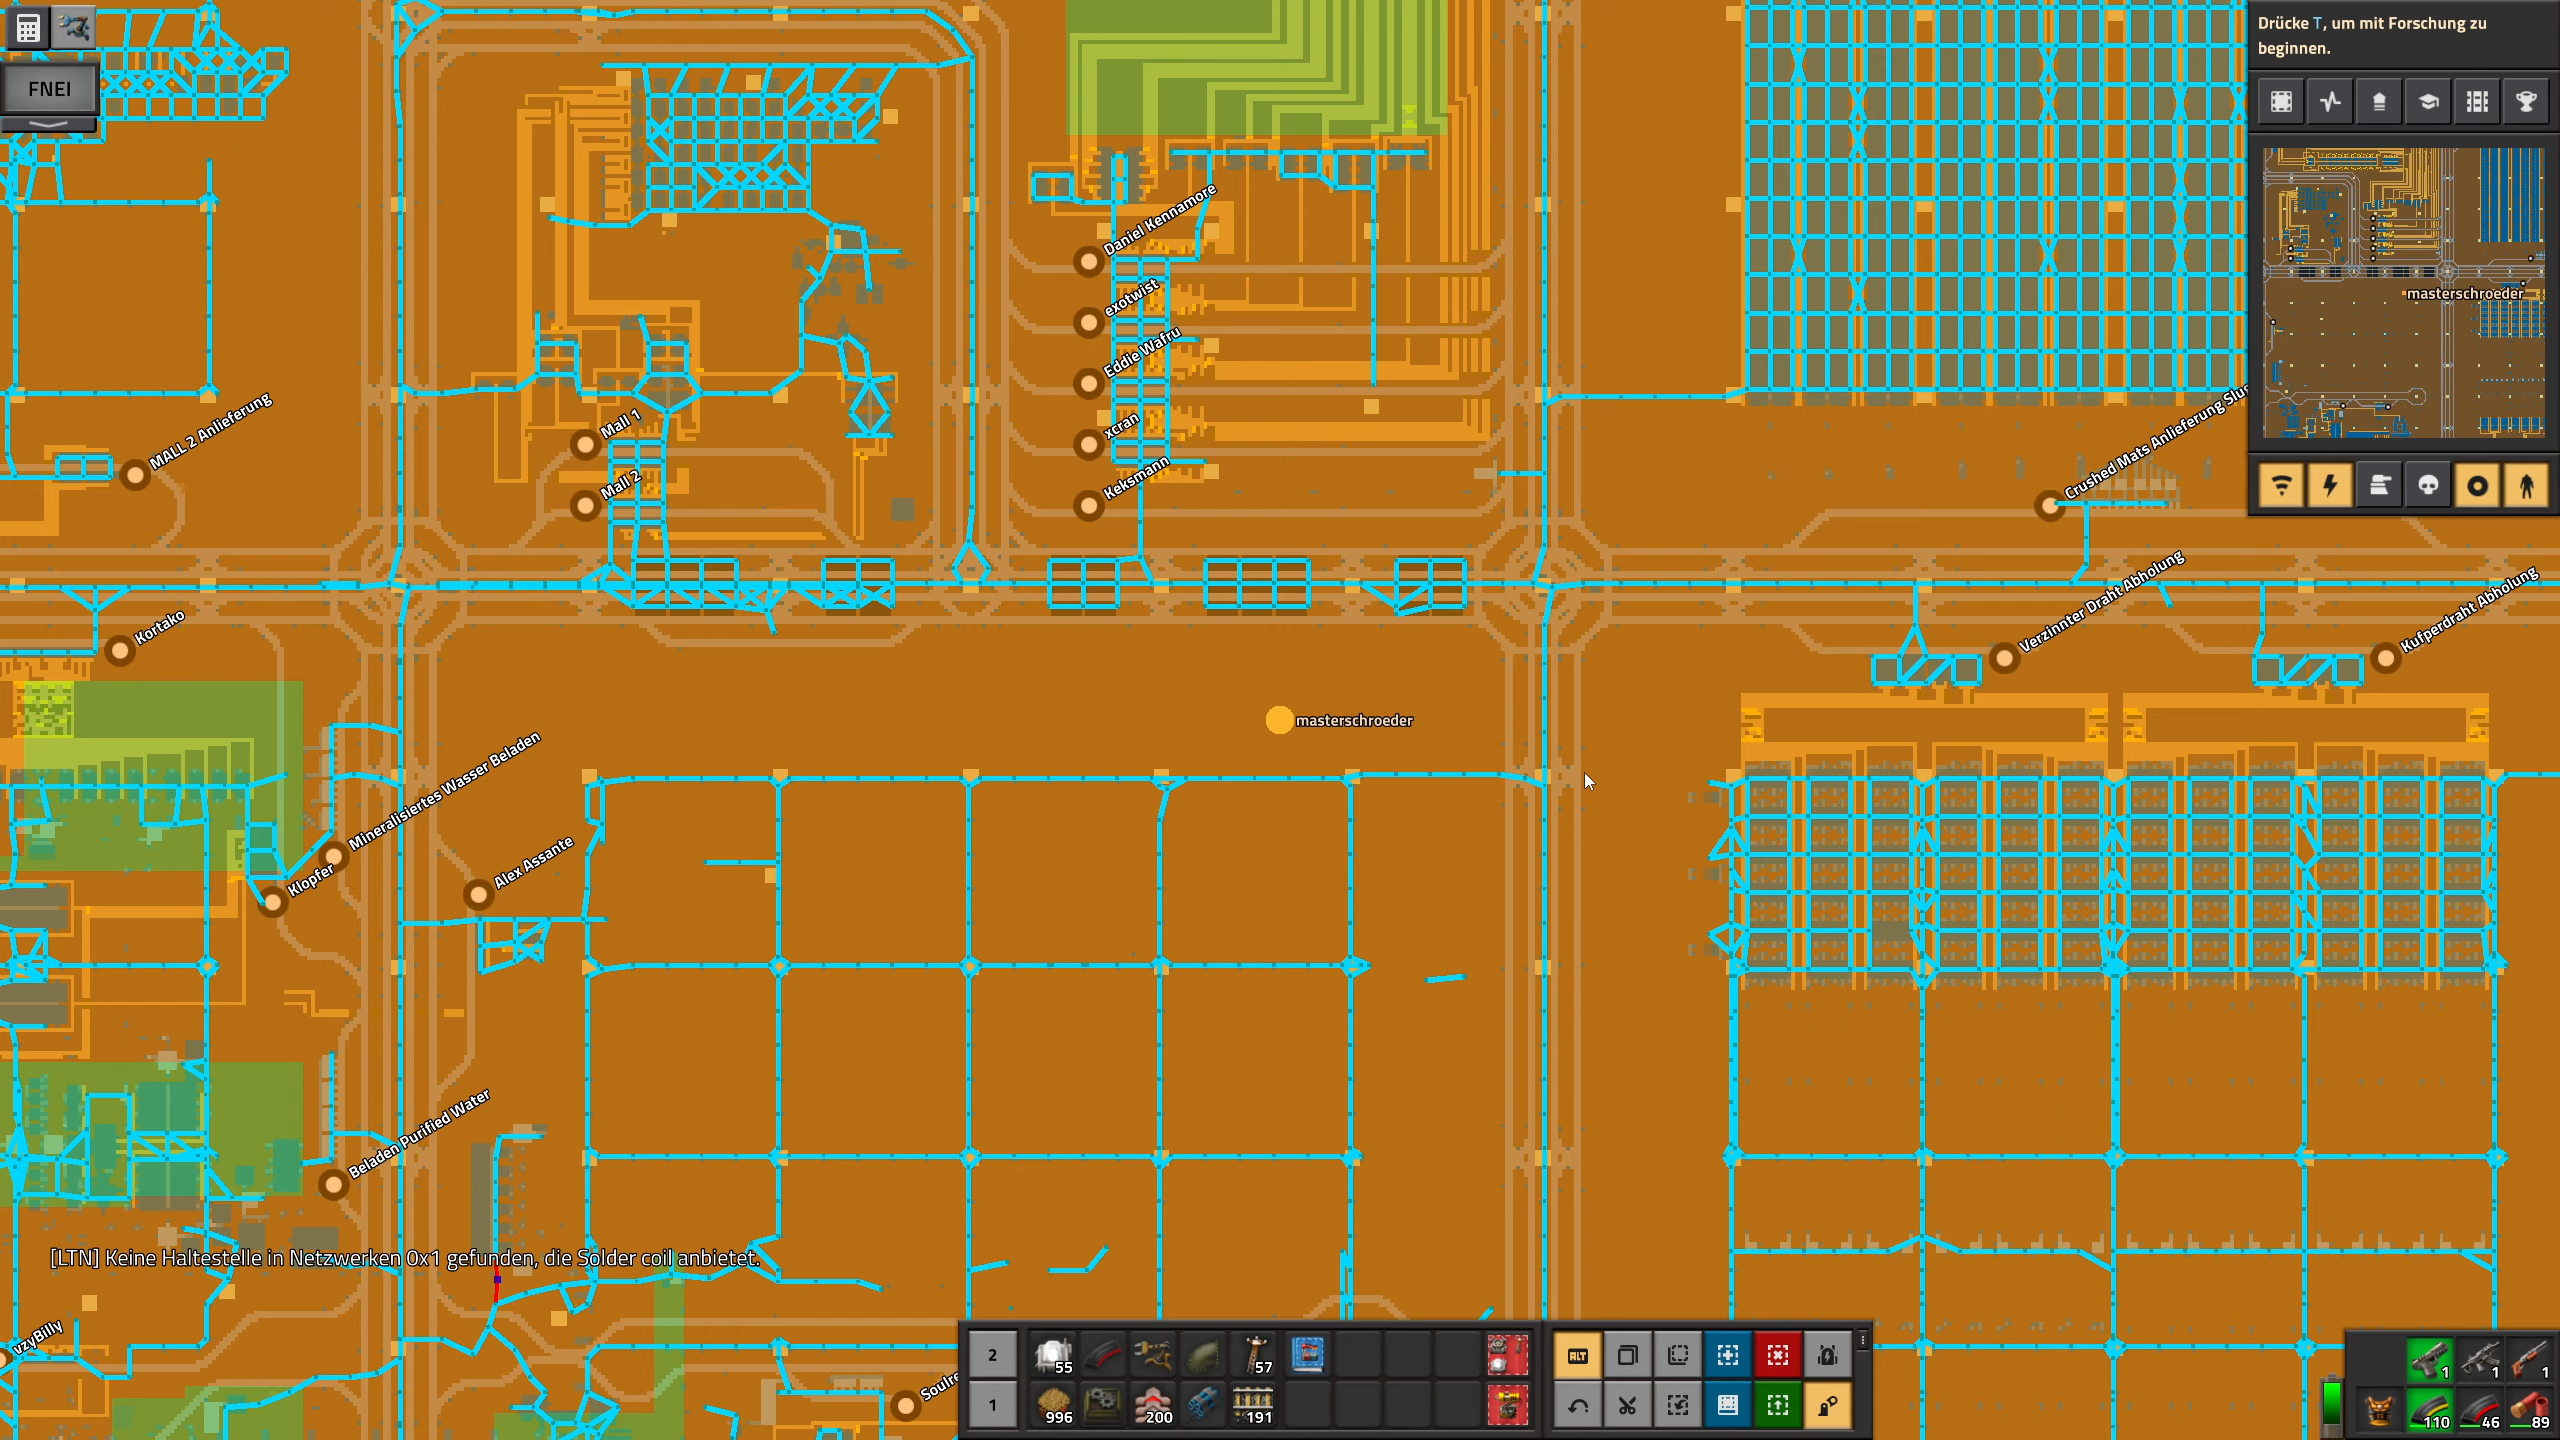 Drücke T, um mit Forschung zu
beginnen.
FNEI
masterschroeder
Daniel Kennamore
exotwist
Eddie Wafru
xcran
Keksmann
Mall 1
Mall 2
MALL 2 Anlieferung
Crushed Mats Anlieferung
Kortako
Verzinnter Draht Abholung
Kufperdraht Abholung
masterschroeder
Mineralisiertes Wasser Beladen
Klopfer
Alex Assante
Beladen Purified Water
[LTN] Keine Haltestelle in Netzwerken 0x1 gefunden, die Solder coil anbietet.
vzyBilly
2
55
57
ALT
1
996
200
191
1
1
1
110
46
89